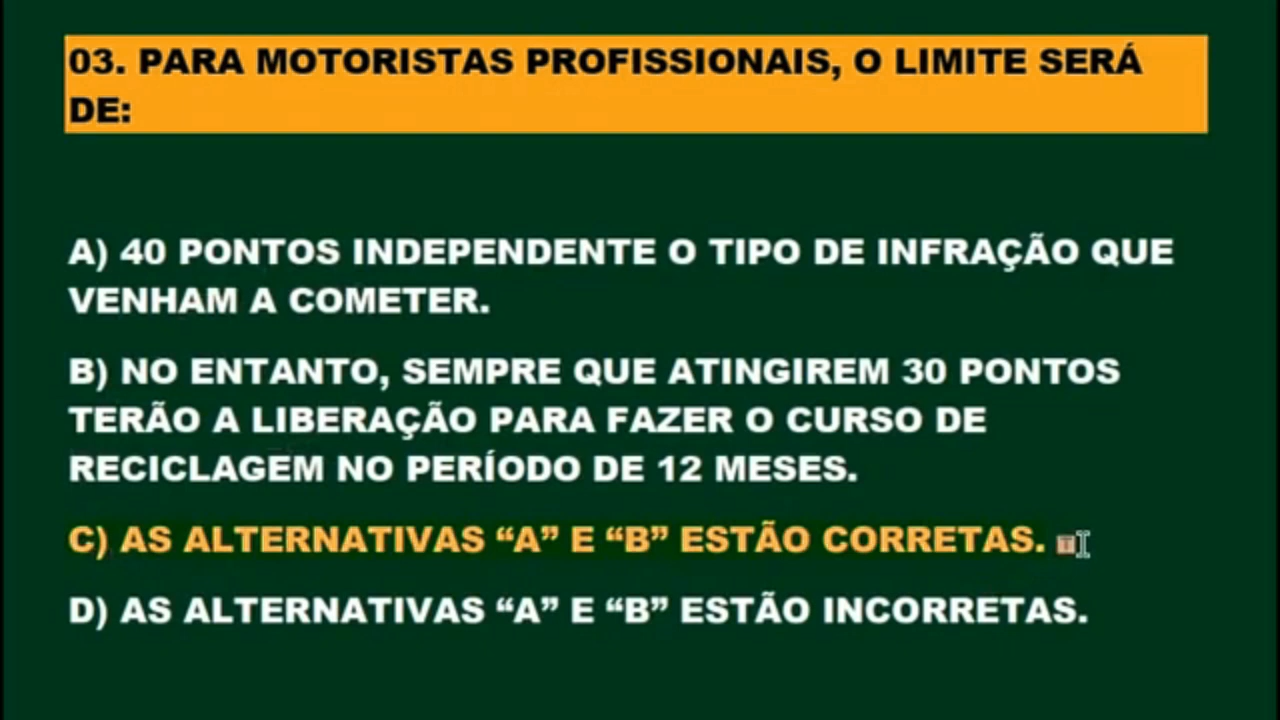 03. PARA MOTORISTAS PROFISSIONAIS, O LIMITE SERÁ
DE:
A) 40 PONTOS INDEPENDENTE O TIPO DE INFRAÇÃO QUE
VENHAM A COMETER.
B) NO ENTANTO, SEMPRE QUE ATINGIREM 30 PONTOS
TERÃO A LIBERAÇÃO PARA FAZER O CURSO DE
RECICLAGEM NO PERÍODO DE 12 MESES.
C) AS ALTERNATIVAS “A” E “B” ESTÃO CORRETAS.
D) AS ALTERNATIVAS “A” E “B” ESTÃO INCORRETAS.